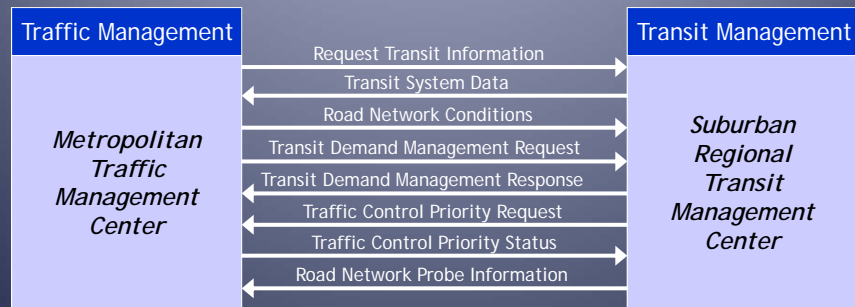 Traffic Management
Transit Management
Request Transit Information
Transit System Data
Road Network Conditions
Transit Demand Management Request
Transit Demand Management Response
Traffic Control Priority Request
Traffic Control Priority Status
Road Network Probe Information
Metropolitan
Traffic
Management
Center
Suburban
Regional
Transit
Management
Center